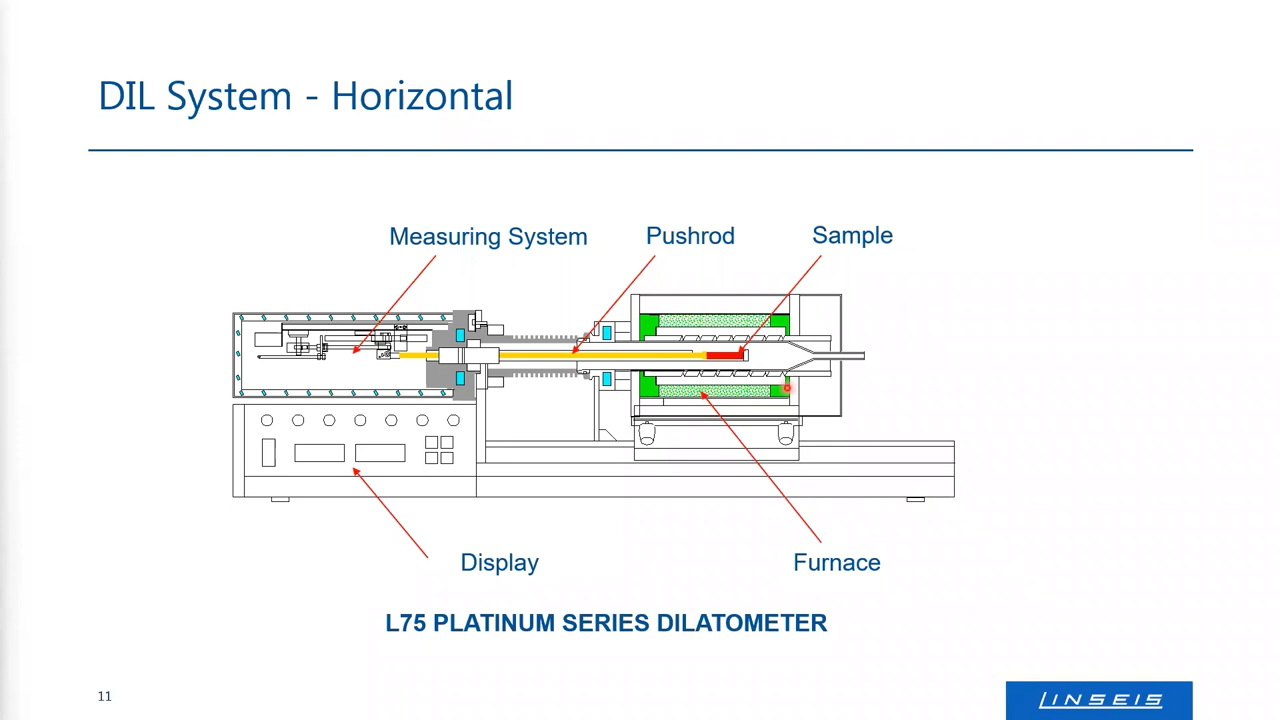 DIL System - Horizontal
Measuring System
Pushrod
Sample
Display
Furnace
L75 PLATINUM SERIES DILATOMETER
11
LINSEIS